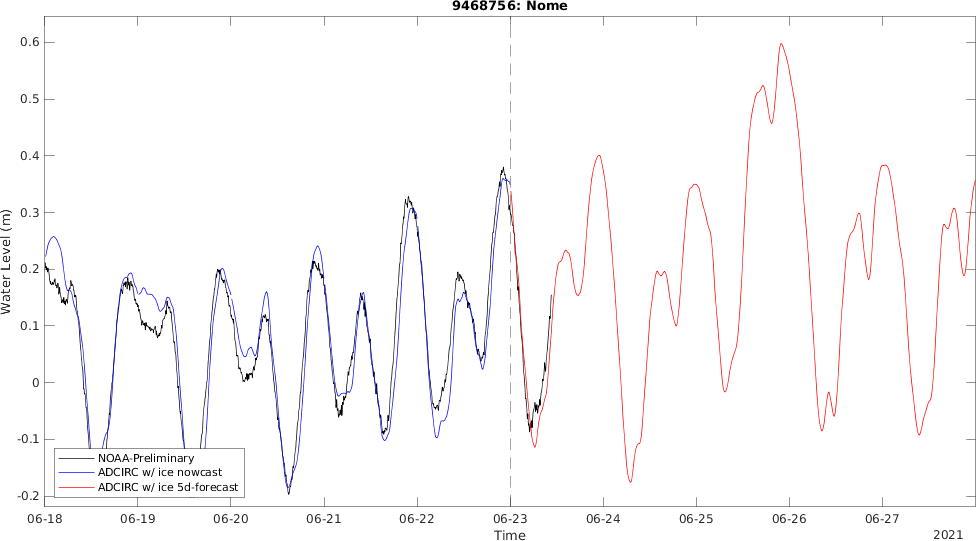 9468756: Nome
Water Level (m)
0.6
0.5
0.4
0.3
0.2
0.1
0
-0.1
-0.2
NOAA-Preliminary
ADCIRC w/ ice nowcast
ADCIRC w/ ice 5d-forecast
06-18 06-19 06-20 06-21 06-22 06-23 06-24 06-25 06-26 06-27
Time
2021